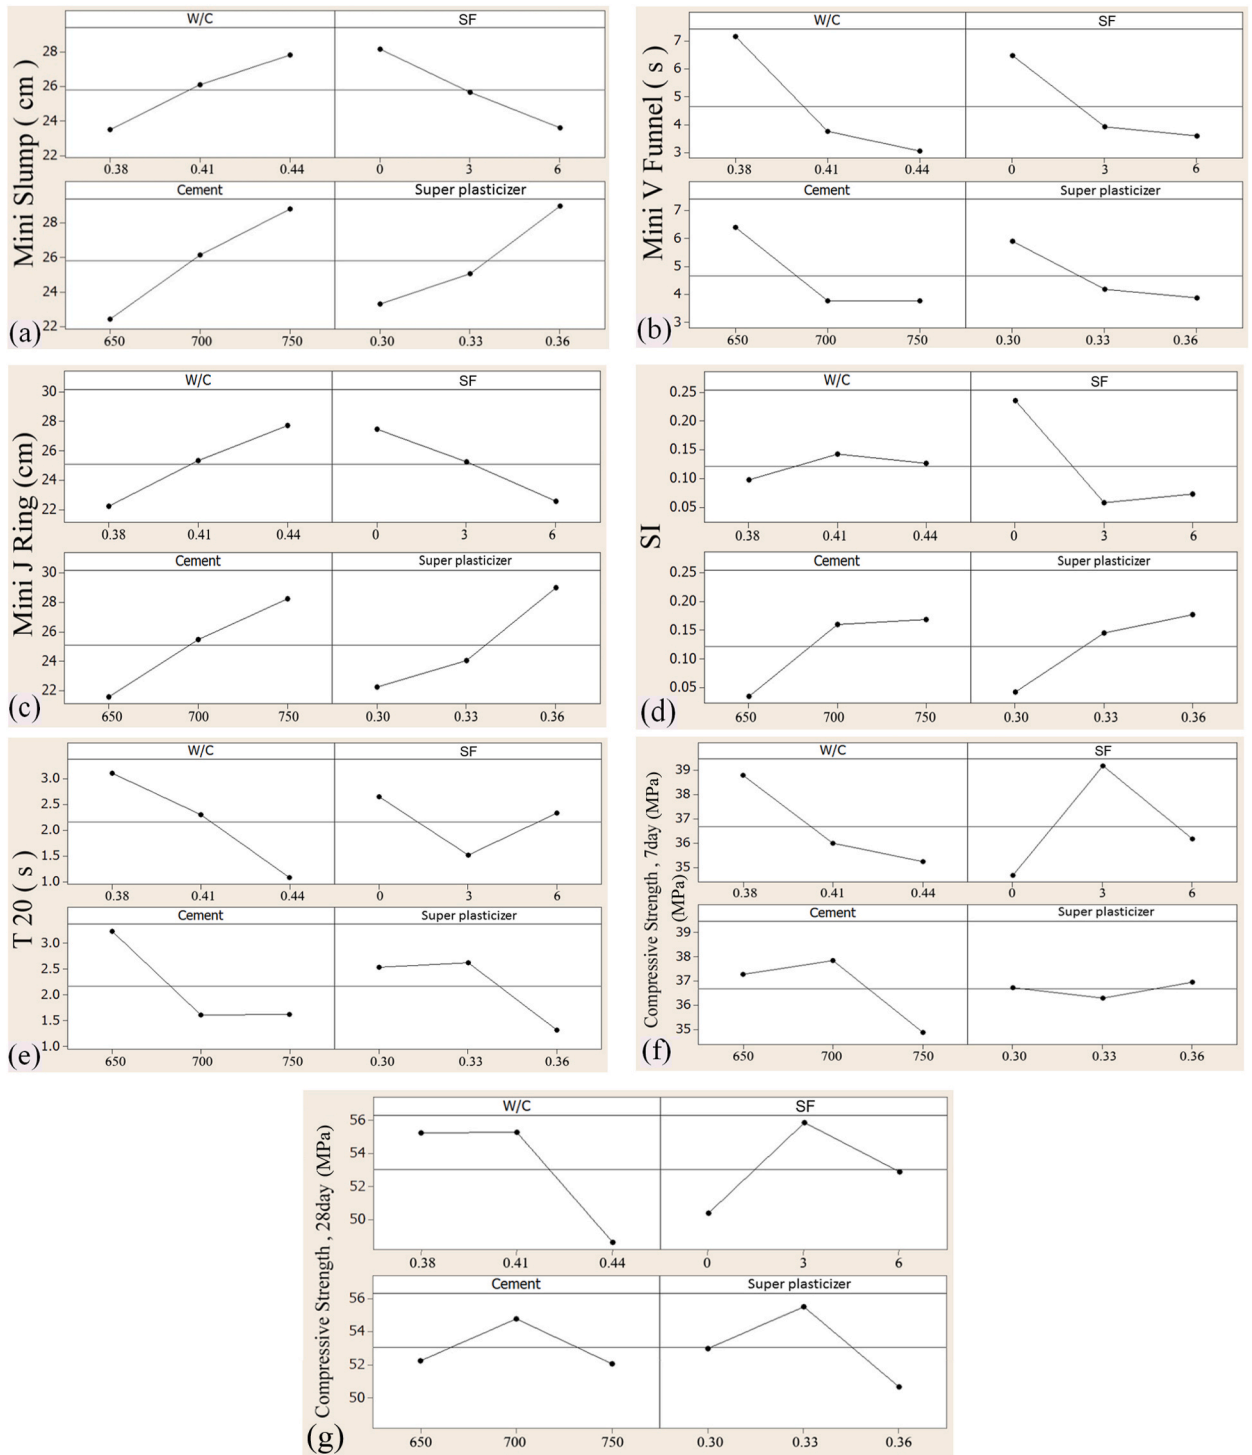 W/C SF
Mini Slump ( cm )
28
26
24
22
0.38 0.41 0.44 0 3 6
Cement Super plasticizer
28
26
24
22
650 700 750 0.30 0.33 0.36
(a)
W/C SF
Mini V Funnel ( s )
7
6
5
4
3
0.38 0.41 0.44 0 3 6
Cement Super plasticizer
7
6
5
4
3
650 700 750 0.30 0.33 0.36
(b)
W/C SF
Mini J Ring (cm)
30
28
26
24
22
0.38 0.41 0.44 0 3 6
Cement Super plasticizer
30
28
26
24
22
650 700 750 0.30 0.33 0.36
(c)
W/C SF
SI
0.25
0.20
0.15
0.10
0.05
0.38 0.41 0.44 0 3 6
Cement Super plasticizer
0.25
0.20
0.15
0.10
0.05
650 700 750 0.30 0.33 0.36
(d)
W/C SF
T 20 ( s )
3.0
2.5
2.0
1.5
1.0
0.38 0.41 0.44 0 3 6
Cement Super plasticizer
3.0
2.5
2.0
1.5
1.0
650 700 750 0.30 0.33 0.36
(e)
W/C SF
Compressive Strength , 7day (MPa)
(MPa)
39
38
37
36
35
0.38 0.41 0.44 0 3 6
Cement Super plasticizer
39
38
37
36
35
650 700 750 0.30 0.33 0.36
(f)
W/C SF
Compressive Strength , 28day (MPa)
56
54
52
50
0.38 0.41 0.44 0 3 6
Cement Super plasticizer
56
54
52
50
650 700 750 0.30 0.33 0.36
(g)